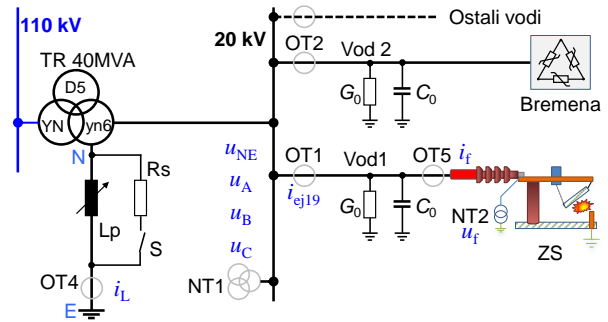 110 kV
20 kV
Ostali vodi
TR 40MVA
OT2
Vod 2
D5
YN
yn6
G0
C0
Bremena
N
uNE
OT1
Vod1
OT5
if
Rs
uA
iej19
Lp
uB
G0
C0
NT2
S
uC
uf
ZS
OT4
iL
NT1
E